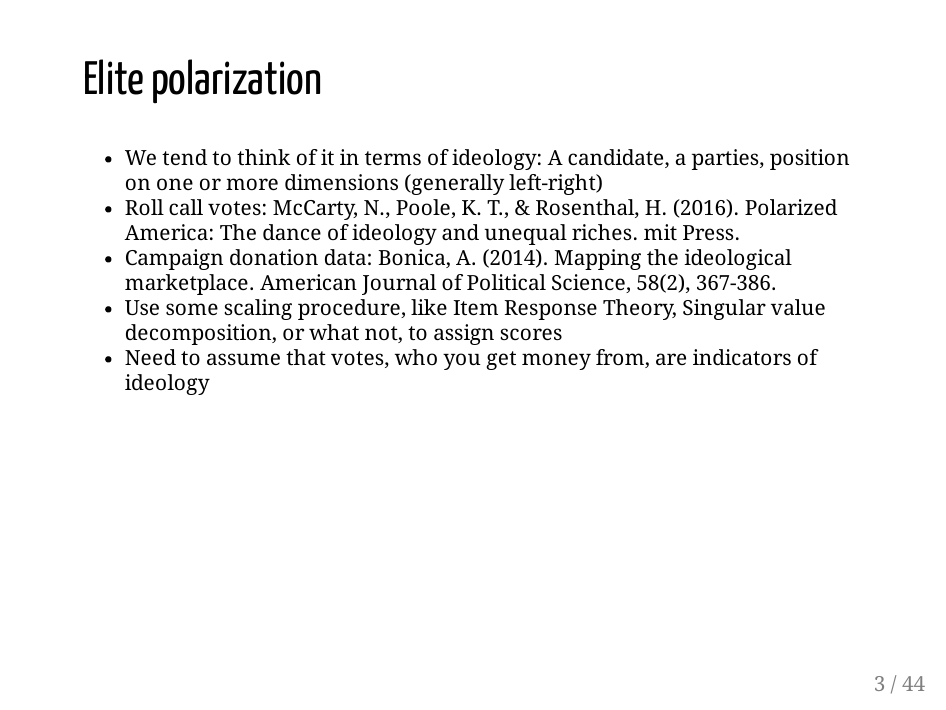 Elite polarization
• We tend to think of it in terms of ideology: A candidate, a parties, position
on one or more dimensions (generally left-right)
• Roll call votes: McCarty, N., Poole, K. T., & Rosenthal, H. (2016). Polarized
America: The dance of ideology and unequal riches. mit Press.
• Campaign donation data: Bonica, A. (2014). Mapping the ideological
marketplace. American Journal of Political Science, 58(2), 367-386.
• Use some scaling procedure, like Item Response Theory, Singular value
decomposition, or what not, to assign scores
• Need to assume that votes, who you get money from, are indicators of
ideology
3 / 44